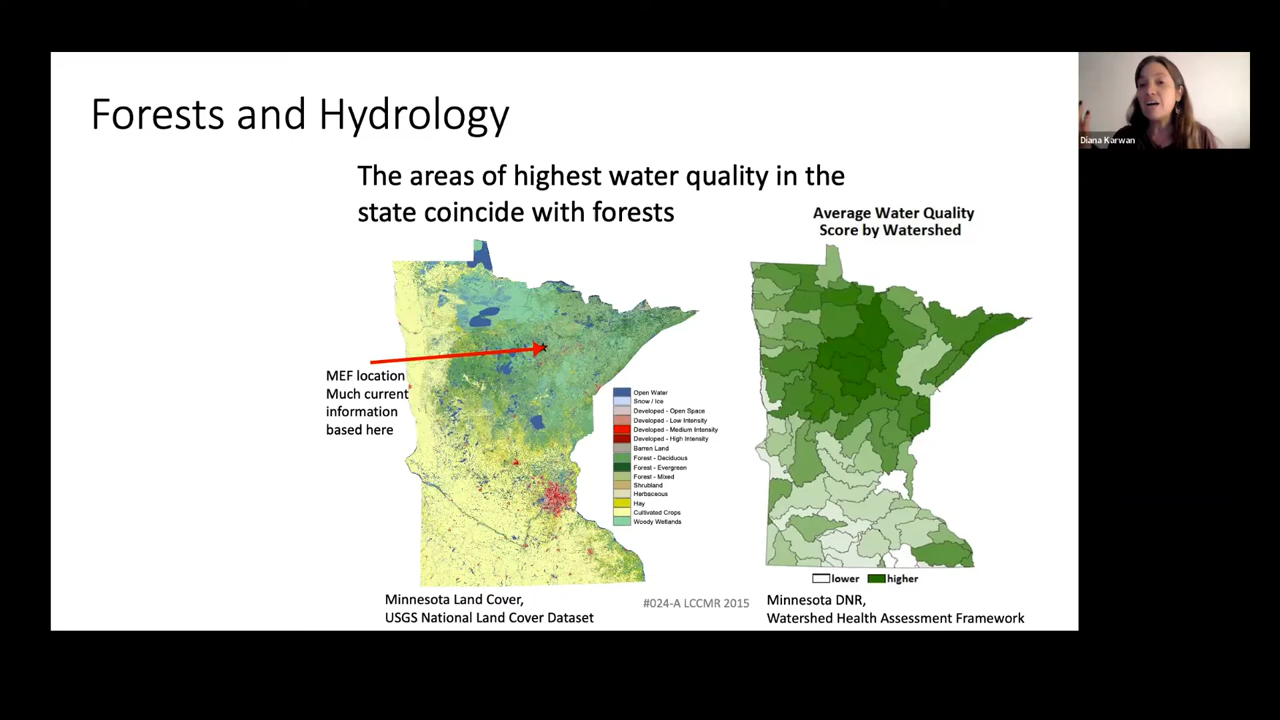 Forests and Hydrology
The areas of highest water quality in the
state coincide with forests
Average Water Quality
Score by Watershed
MEF location
Much current
information
based here
Open Water
Snow / Ice
Developed - Open Space
Developed - Low Intensity
Developed - Medium Intensity
Developed - High Intensity
Barren Land
Forest - Deciduous
Forest - Evergreen
Forest - Mixed
Shrubland
Herbaceous
Hay
Cultivated Crops
Woody Wetlands
lower higher
Minnesota Land Cover,
USGS National Land Cover Dataset
#024-A LCCMR 2015
Minnesota DNR,
Watershed Health Assessment Framework
Diana Karwan